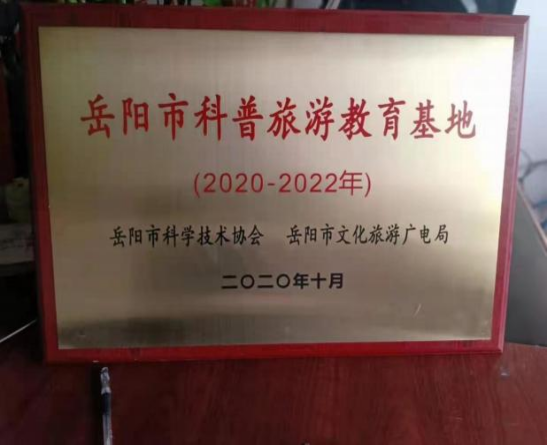 岳阳市科普旅游教育基地
(2020-2022年)
岳阳市科学技术协会 岳阳市文化旅游广电局
二〇二〇年十月